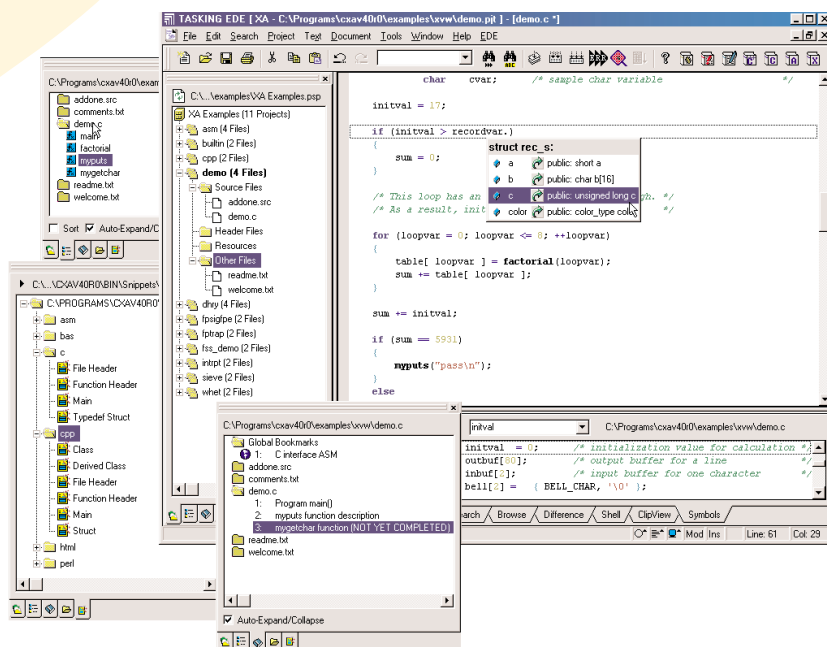 TASKING EDE [ XA - C:\Programs\cxav40r0\examples\xvw\demo.pjt ] - [demo.c *]
File Edit Search Project Text Document Tools Window Help EDE
C:\Programs\cxav40r0\exam
addone.src
comments.txt
demo.c
main
factorial
myputs
mygetchar
readme.txt
welcome.txt
Sort Auto-Expand/C
C:\...\CXAV40R0\BIN\Snippets\
C:\PROGRAMS\CXAV40R0\
asm
bas
c
File Header
Function Header
Main
Typedef Struct
cpp
Class
Derived Class
File Header
Function Header
Main
Struct
html
perl
C:\...\examples\XA Examples.psp
XA Examples (11 Projects)
asm (4 Files)
builtin (2 Files)
cpp (2 Files)
demo (4 Files)
Source Files
addone.src
demo.c
Header Files
Resources
Other Files
readme.txt
welcome.txt
dhry (4 Files)
fpsigfpe (2 Files)
fptrap (2 Files)
fss_demo (2 Files)
intrpt (2 Files)
sieve (2 Files)
whet (2 Files)
char cvar; /* sample char variable */
initval = 17;
if (initval > recordvar.)
{
sum = 0;
}
struct rec_s:
a public: short a
b public: char b[16]
c public: unsigned long c
color public: color_type color
/* This loop has an gh. */
/* As a result, init */
for (loopvar = 0; loopvar <= 8; ++loopvar)
{
table[ loopvar ] = factorial(loopvar);
sum += table[ loopvar ];
}
sum += initval;
if (sum == 5931)
{
myputs("pass\n");
}
else
C:\Programs\cxav40r0\examples\xvw\demo.c
Global Bookmarks
1: C interface ASM
addone.src
comments.txt
demo.c
1: Program main()
2: myputs function description
3: mygetchar function (NOT YET COMPLETED)
readme.txt
welcome.txt
Auto-Expand/Collapse
initval C:\Programs\cxav40r0\examples\xvw\demo.c
initval = 0; /* initialization value for calculation */
outbuf[80]; /* output buffer for a line */
inbuf[2]; /* input buffer for one character */
bell[2] = { BELL_CHAR, '\0' };
arch Browse Difference Shell ClipView Symbols
Mod Ins Line: 61 Col: 29